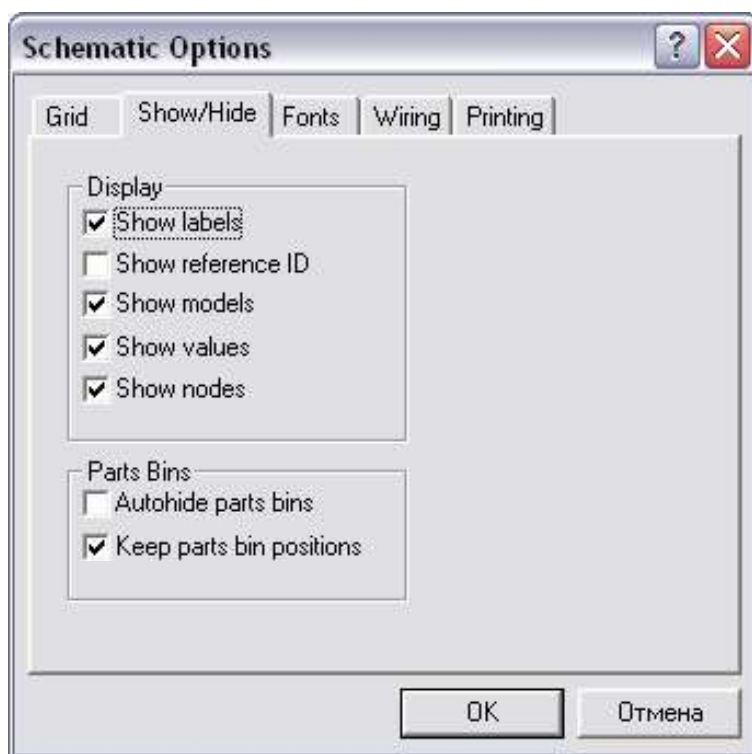 Schematic Options
Grid Show/Hide Fonts Wiring Printing
Display
Show labels
Show reference ID
Show models
Show values
Show nodes
Parts Bins
Autohide parts bins
Keep parts bin positions
OK Отмена